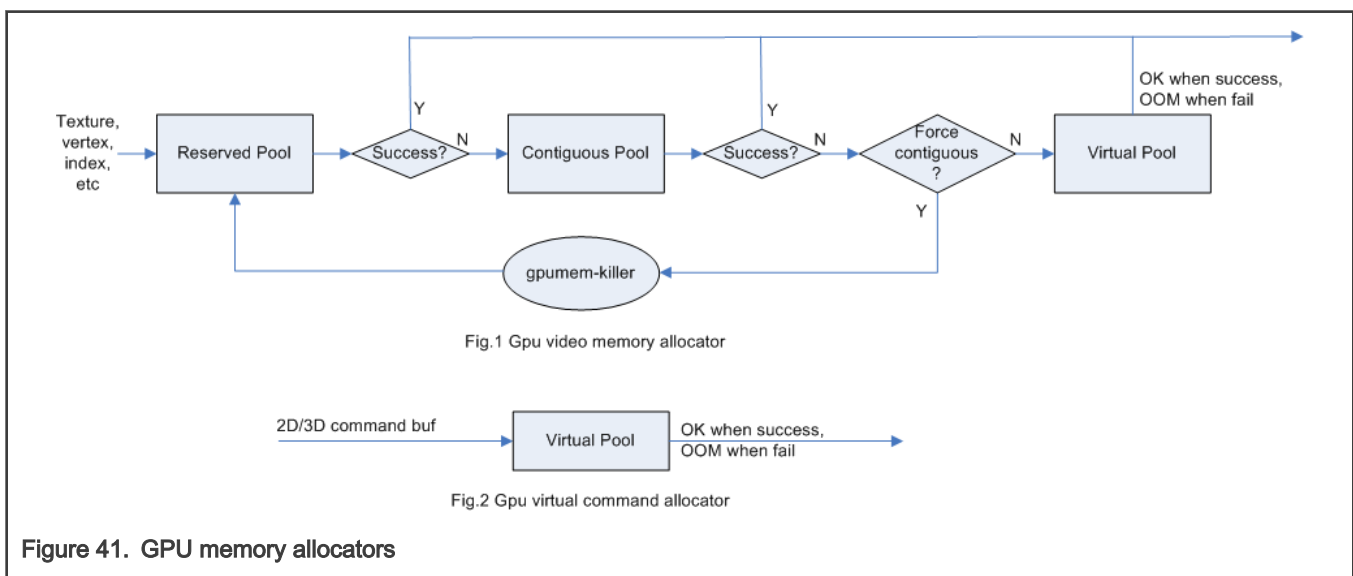 Texture,
vertex,
index,
etc
Reserved Pool
Success?
Y
N
Contiguous Pool
Success?
Y
N
Force
contiguous
?
N
Y
Virtual Pool
OK when success,
OOM when fail
gpumem-killer
Fig.1 Gpu video memory allocator
2D/3D command buf
Virtual Pool
OK when success,
OOM when fail
Fig.2 Gpu virtual command allocator
Figure 41. GPU memory allocators